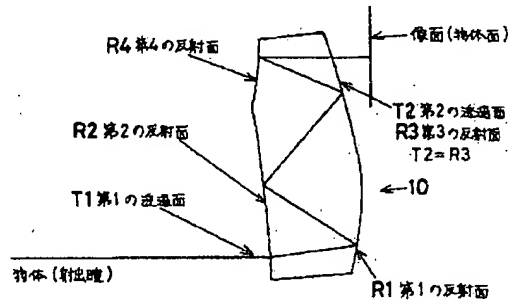 像面(物体面)
R4 第4の反射面
T2 第2の透過面
R3 第3の反射面
T2=R3
R2 第2の反射面
10
T1 第1の透過面
物体(射出瞳)
R1 第1の反射面